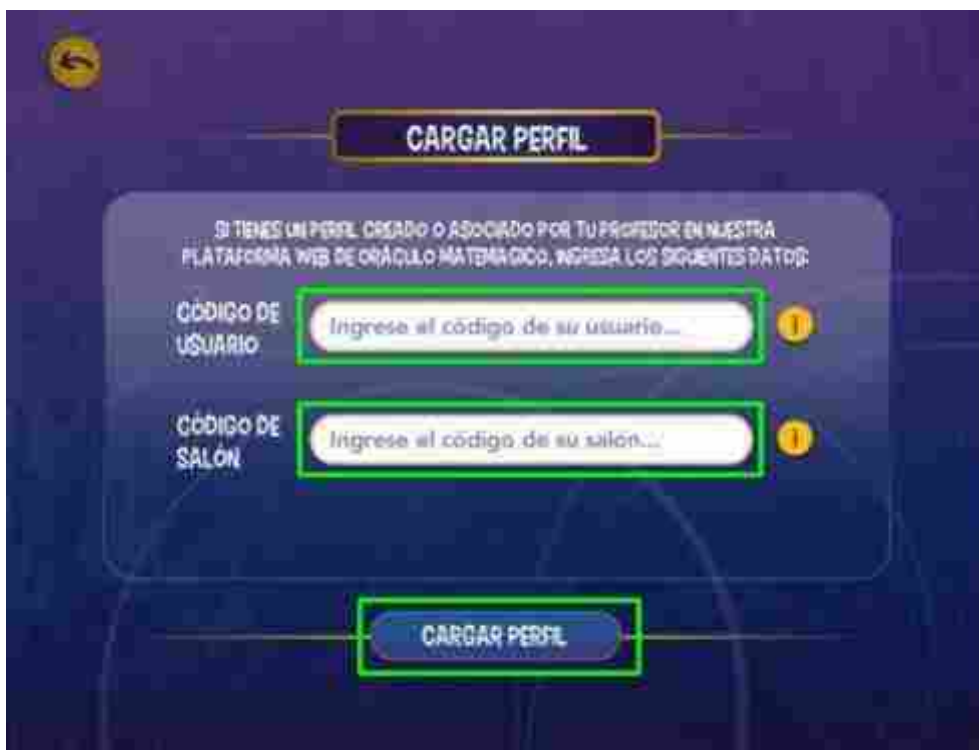 CARGAR PERFIL
SI TIENES UN PERFIL CREADO O ASOCIADO POR TU PROFESOR EN NUESTRA
PLATAFORMA WEB DE ORÁCULO MATEMÁGICO, INGRESA LOS SIGUIENTES DATOS:
CÓDIGO DE
USUARIO
Ingrese el código de su usuario...
CÓDIGO DE
SALÓN
Ingrese el código de su salón...
CARGAR PERFIL